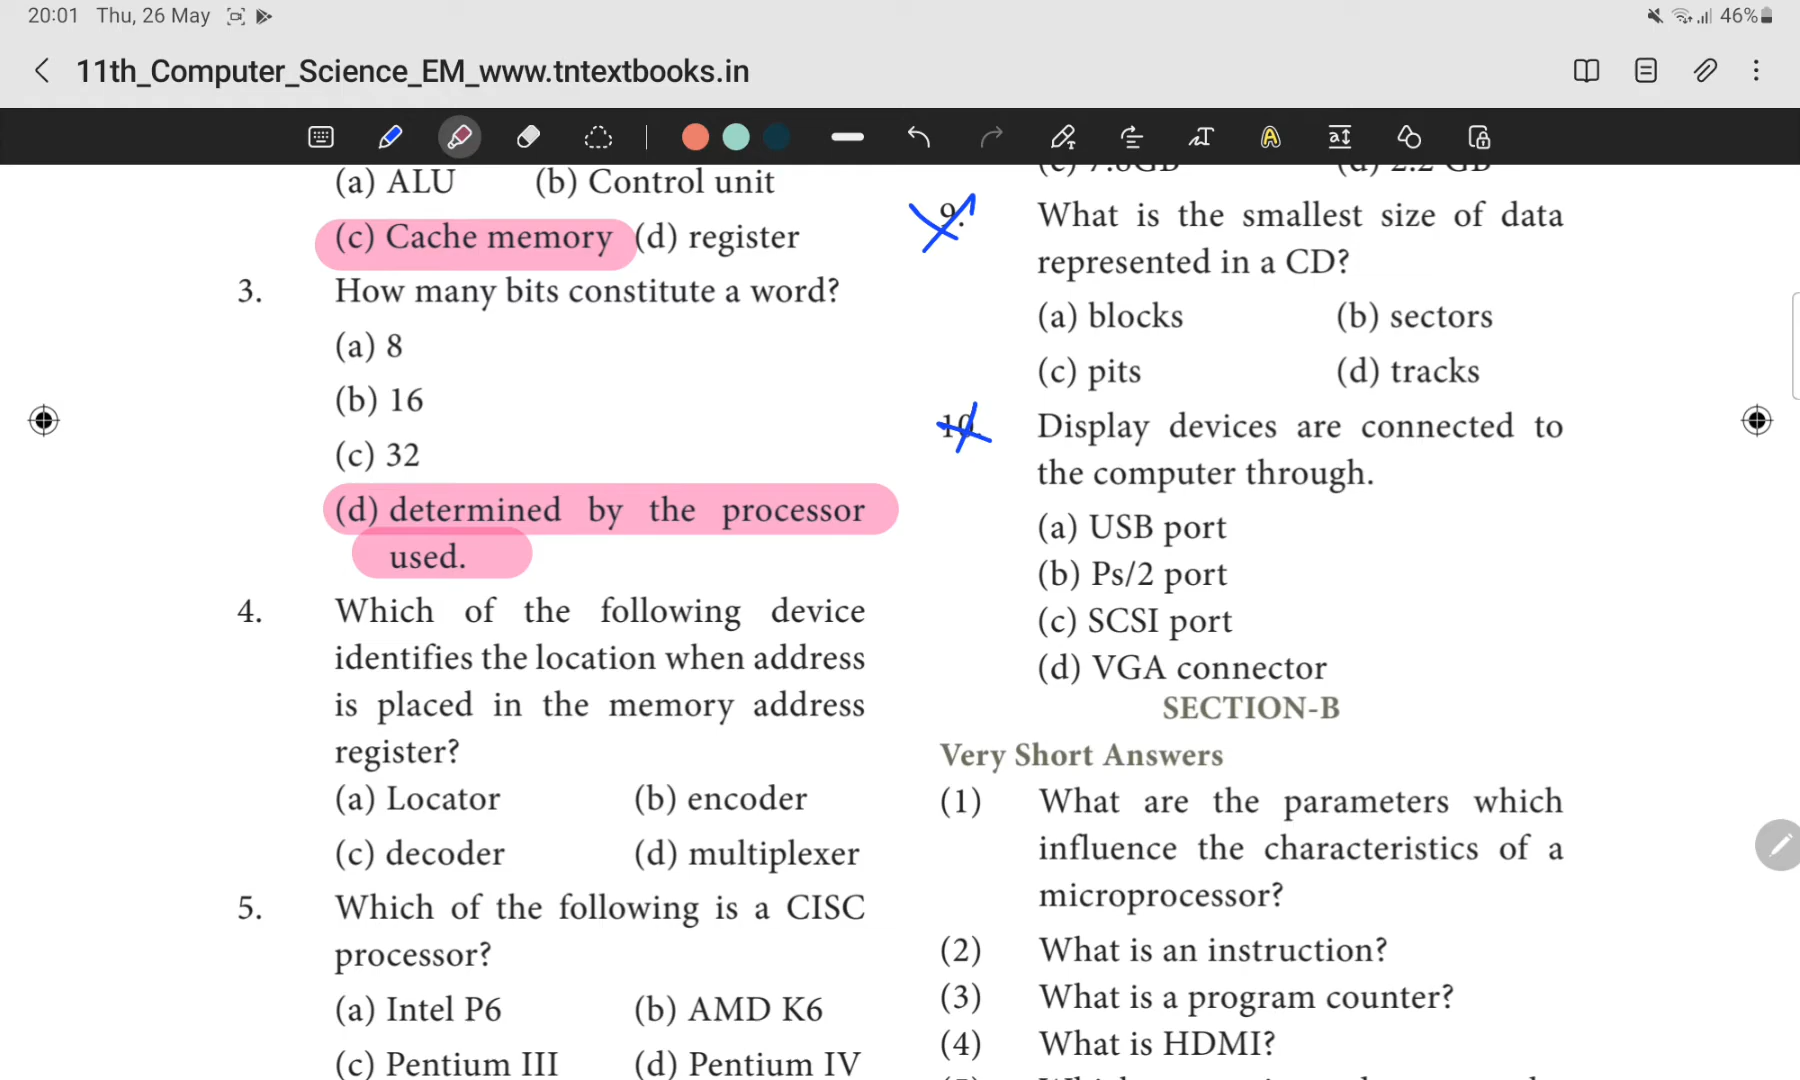 20:01 Thu, 26 May
46%
11th_Computer_Science_EM_www.tntextbooks.in
(a) ALU (b) Control unit
(c) Cache memory (d) register
3. How many bits constitute a word?
(a) 8
(b) 16
(c) 32
(d) determined by the processor
used.
4. Which of the following device
identifies the location when address
is placed in the memory address
register?
(a) Locator (b) encoder
(c) decoder (d) multiplexer
5. Which of the following is a CISC
processor?
(a) Intel P6 (b) AMD K6
(c) Pentium III (d) Pentium IV
(c) 7.8GB (d) 2.2 GB
9. What is the smallest size of data
represented in a CD?
(a) blocks (b) sectors
(c) pits (d) tracks
10. Display devices are connected to
the computer through.
(a) USB port
(b) Ps/2 port
(c) SCSI port
(d) VGA connector
SECTION-B
Very Short Answers
(1) What are the parameters which
influence the characteristics of a
microprocessor?
(2) What is an instruction?
(3) What is a program counter?
(4) What is HDMI?